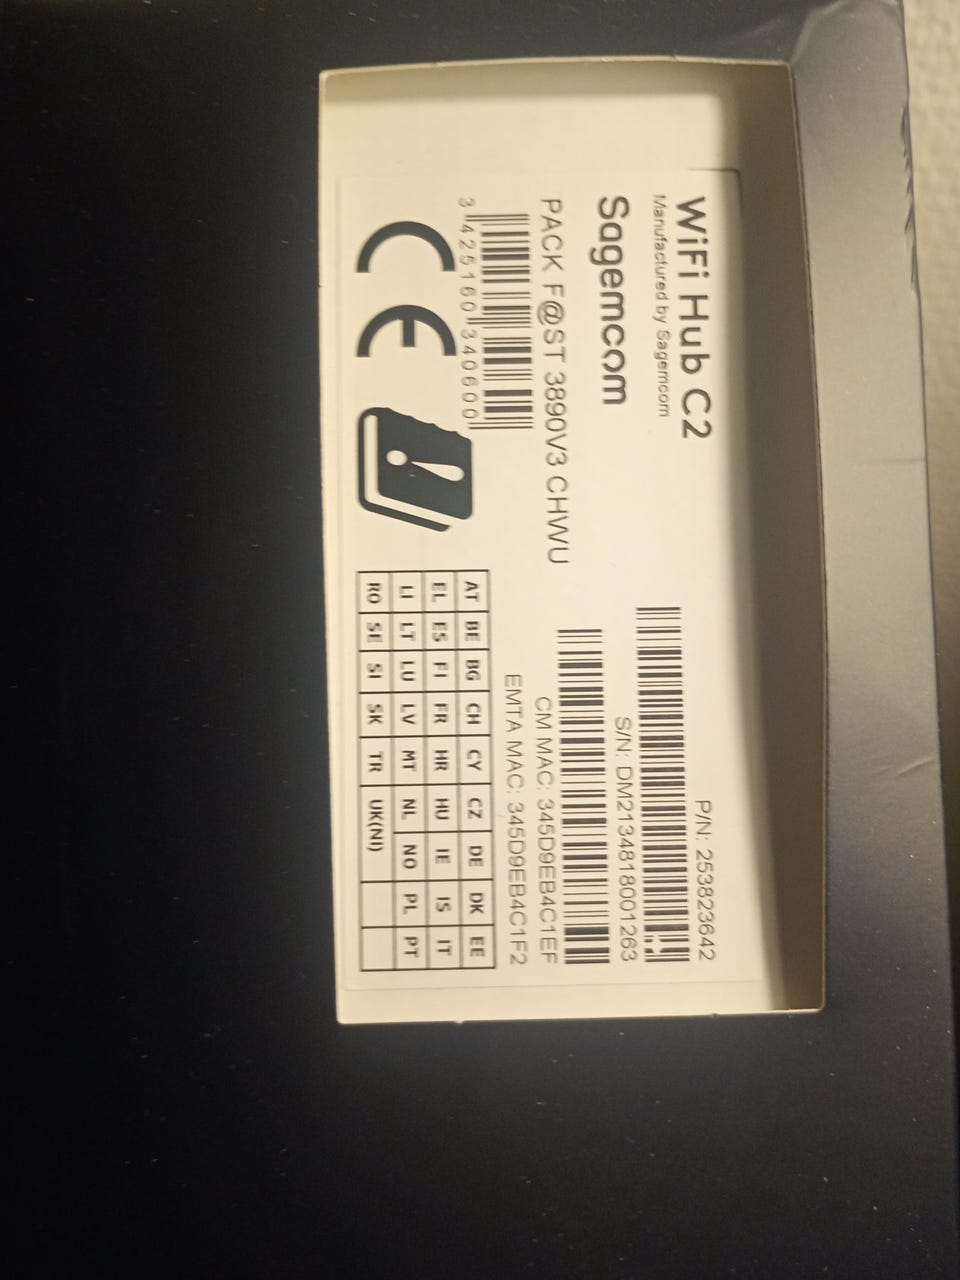 WiFi Hub C2
Manufactured by Sagemcom
Sagemcom
PACK F@ST 3890V3 CHWU
3 425160 340600
CE
P/N: 253823642
S/N: DM2134818001263
CM MAC: 345D9EB4C1EF
EMTA MAC: 345D9EB4C1F2
AT BE BG CH CY CZ DE DK EE
EL ES FI FR HR HU IE IS IT
LI LT LU LV MT NL NO PL PT
RO SE SI SK TR UK(NI)